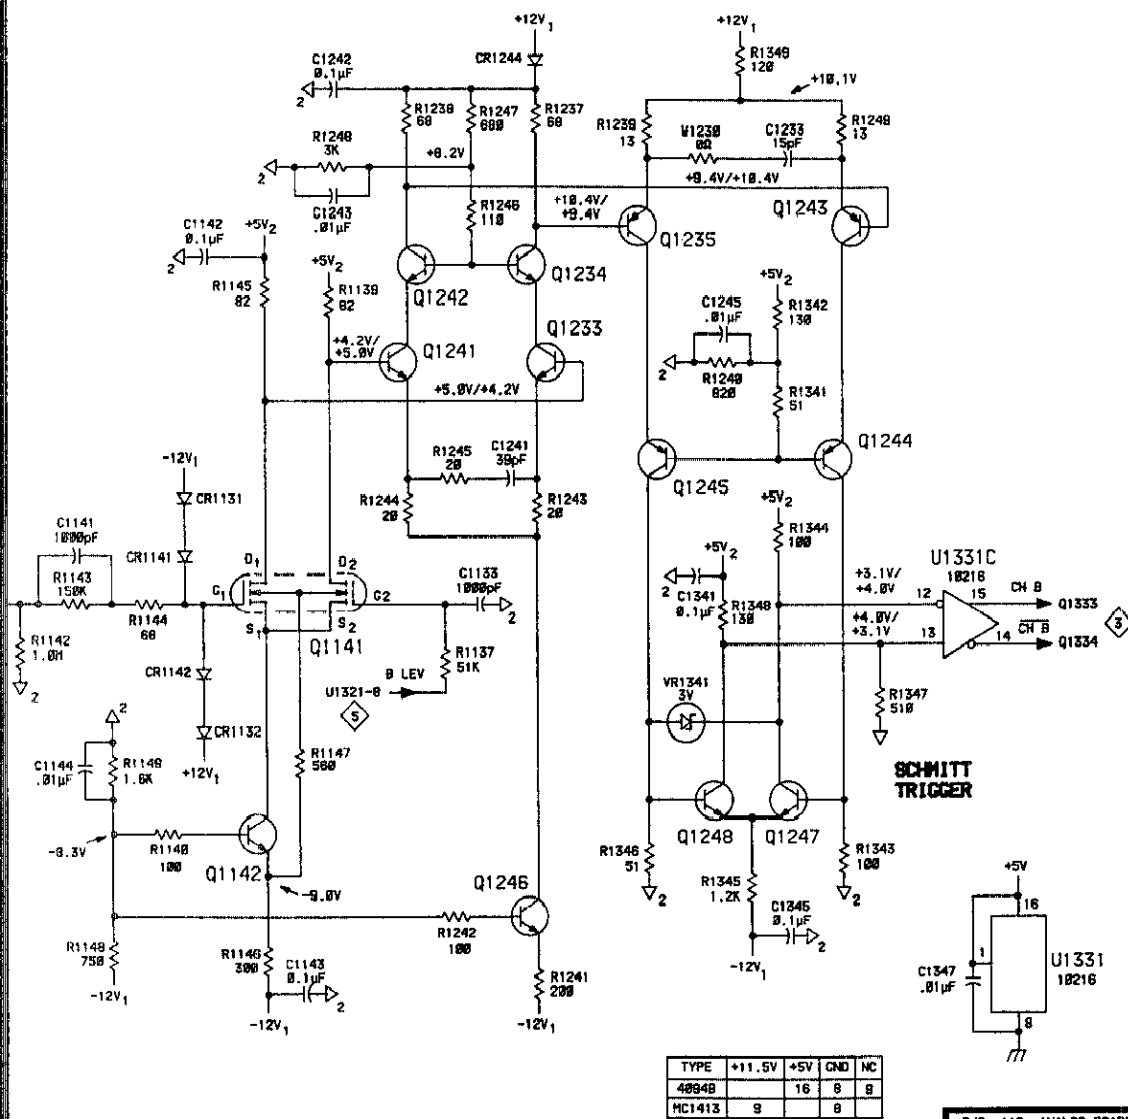 +12V1
CR1244
C1242
0.1µF
2
R1238
68
R1247
680
R1237
68
R1248
3K
+8.2V
2
C1243
.01µF
R1246
110
+10.4V/
+9.4V
+12V1
R1349
120
+10.1V
R1239
13
W1230
0Ω
C1233
15pF
R1248
13
+9.4V/+10.4V
Q1235
Q1243
C1142
0.1µF
+5V2
2
R1145
82
+5V2
R1139
82
Q1242
Q1234
+4.2V/
+5.0V
Q1241
Q1233
+5.0V/+4.2V
+5V2
C1245
.01µF
R1342
130
2
R1240
820
R1341
51
Q1245
Q1244
R1245
20
C1241
39pF
R1244
20
R1243
20
-12V1
CR1131
C1141
1000pF
CR1141
R1143
150K
R1144
68
R1142
1.0M
2
D1
D2
G1
G2
S1
S2
Q1141
C1133
1000pF
2
R1137
51K
B LEV
U1321-8
5
CR1142
CR1132
+12V1
+5V2
R1344
100
+5V2
C1341
0.1µF
2
R1348
130
+3.1V/
+4.0V
+4.0V/
+3.1V
U1331C
10216
12
13
15
14
CH B
Q1333
CH B
Q1334
3
R1347
510
VR1341
3V
SCHMITT
TRIGGER
2
C1144
.01µF
R1149
1.6K
R1147
560
R1140
100
Q1142
-9.0V
Q1248
Q1247
R1346
51
2
R1345
1.2K
R1343
100
2
C1345
0.1µF
2
-12V1
Q1246
R1242
100
R1148
750
-12V1
R1146
300
C1143
0.1µF
2
-12V1
R1241
200
-12V1
+5V
16
1
U1331
10216
C1347
.01µF
8
TYPE +11.5V +5V GND NC
4094B 16 8 9
MC1413 9 8